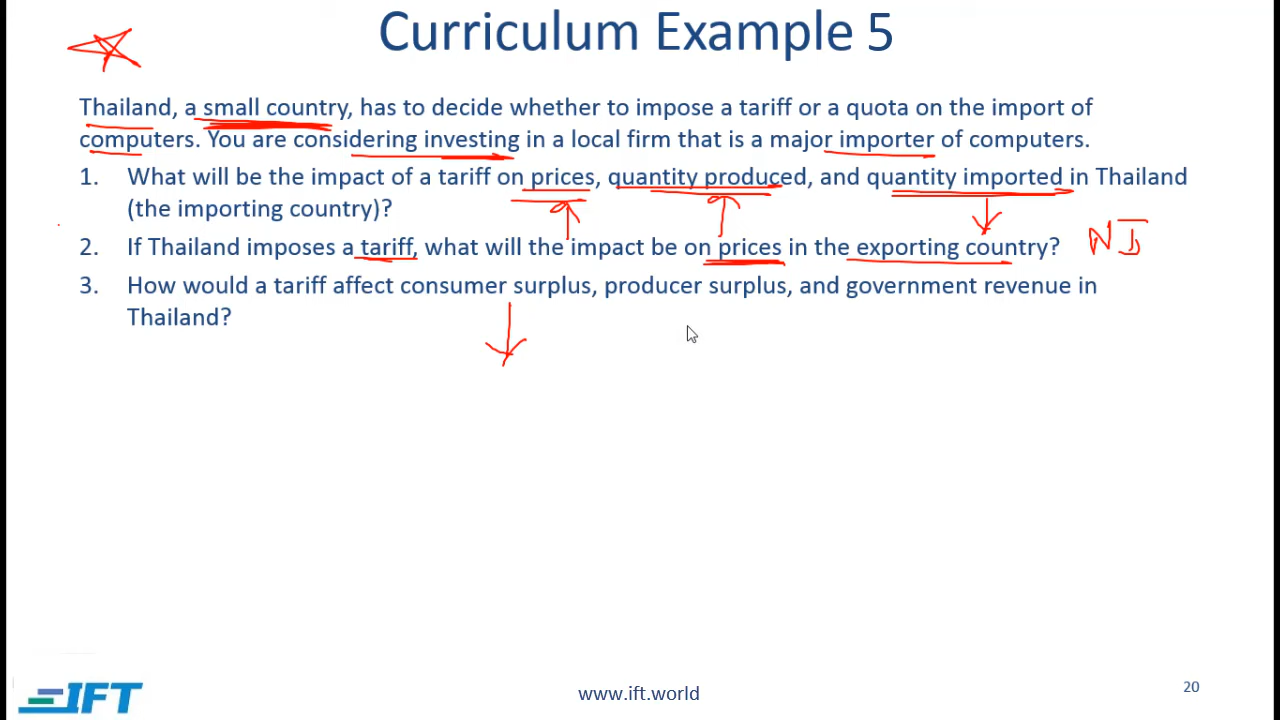 Curriculum Example 5
Thailand, a small country, has to decide whether to impose a tariff or a quota on the import of
computers. You are considering investing in a local firm that is a major importer of computers.
1. What will be the impact of a tariff on prices, quantity produced, and quantity imported in Thailand
(the importing country)?
2. If Thailand imposes a tariff, what will the impact be on prices in the exporting country? NI
3. How would a tariff affect consumer surplus, producer surplus, and government revenue in
Thailand?
IFT
www.ift.world
20